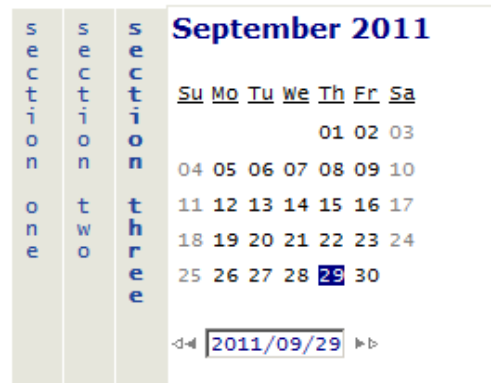 section one
section two
section three
September 2011
Su Mo Tu We Th Fr Sa
01 02 03
04 05 06 07 08 09 10
11 12 13 14 15 16 17
18 19 20 21 22 23 24
25 26 27 28 29 30
2011/09/29